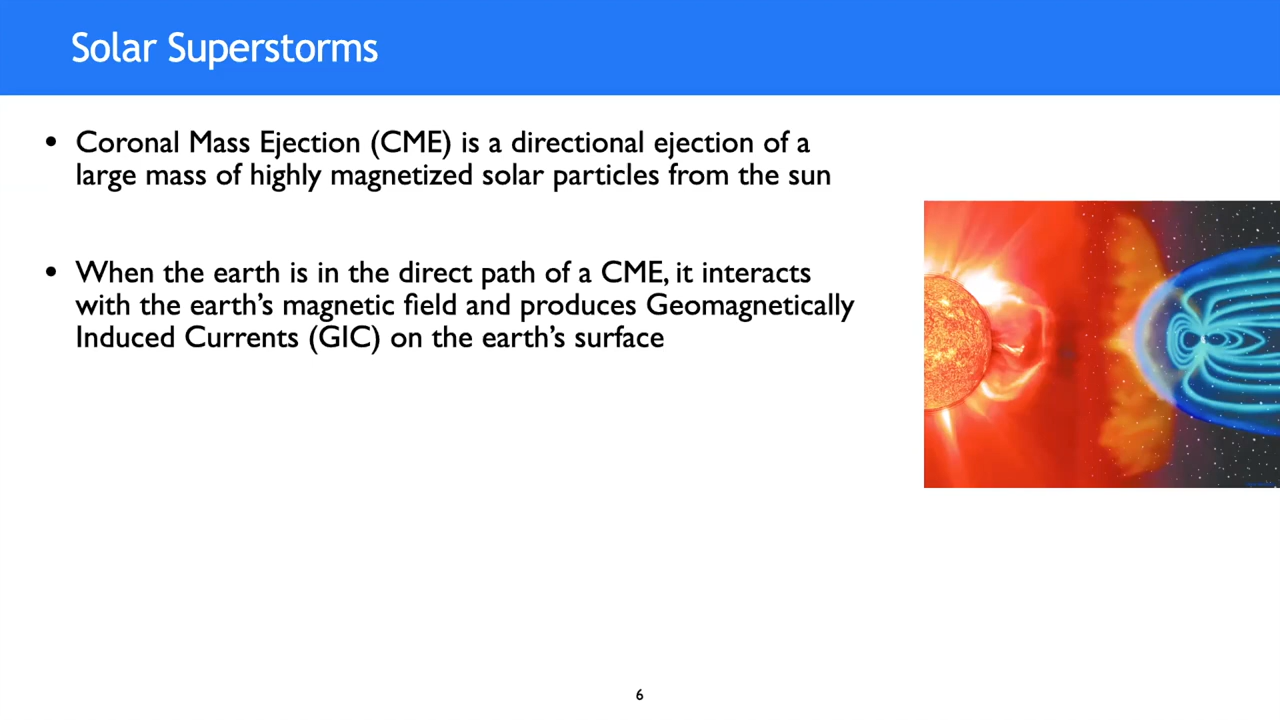 Solar Superstorms
• Coronal Mass Ejection (CME) is a directional ejection of a
large mass of highly magnetized solar particles from the sun
• When the earth is in the direct path of a CME, it interacts
with the earth’s magnetic field and produces Geomagnetically
Induced Currents (GIC) on the earth’s surface
6